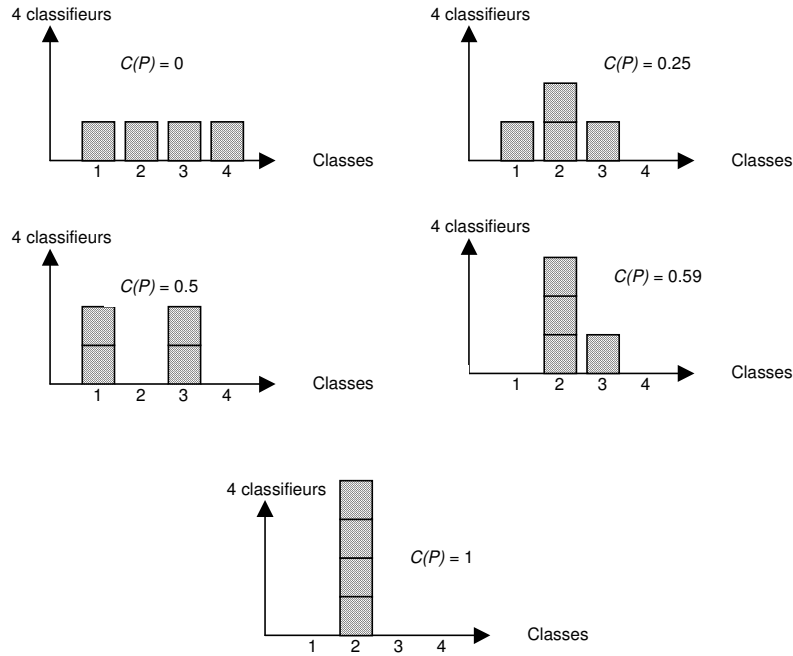 4 classifieurs
C(P) = 0
1 2 3 4
Classes
4 classifieurs
C(P) = 0.25
1 2 3 4
Classes
4 classifieurs
C(P) = 0.5
1 2 3 4
Classes
4 classifieurs
C(P) = 0.59
1 2 3 4
Classes
4 classifieurs
C(P) = 1
1 2 3 4
Classes